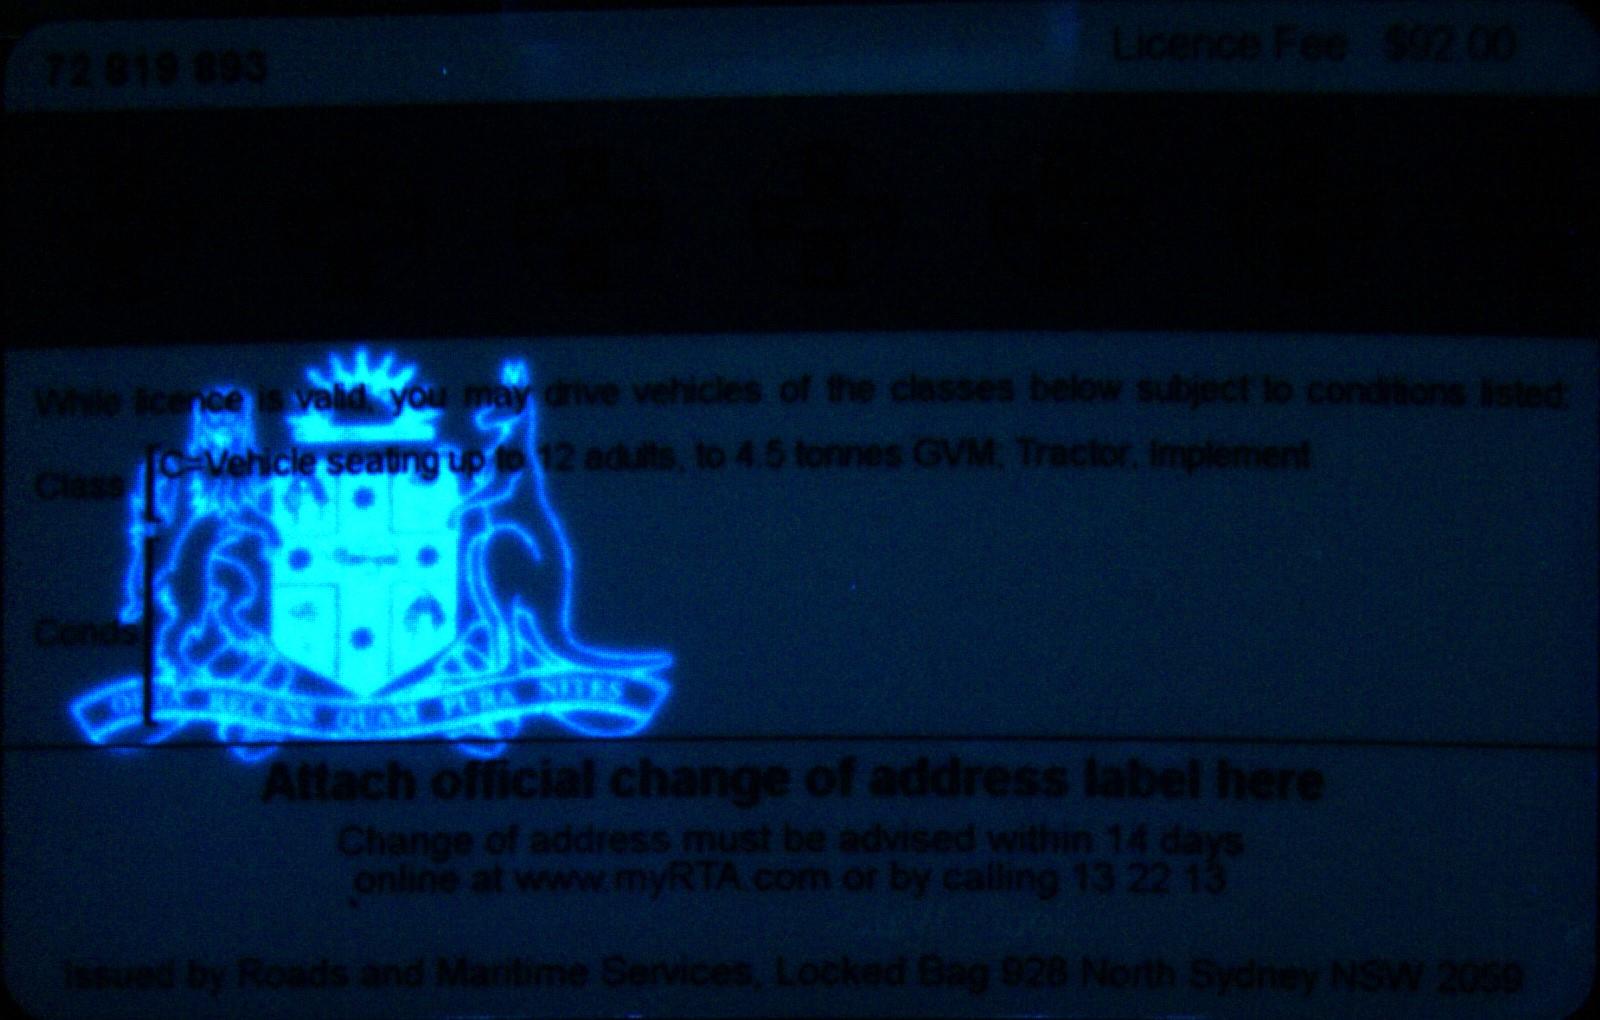 72 819 893
Licence Fee $92.00
While licence is valid, you may drive vehicles of the classes below subject to conditions listed:
Class [C=Vehicle seating up to 12 adults, to 4.5 tonnes GVM; Tractor, Implement
Conds
ORTA RECENS QUAM PURA NITES
Attach official change of address label here
Change of address must be advised within 14 days
online at www.myRTA.com or by calling 13 22 13
Issued by Roads and Maritime Services, Locked Bag 928 North Sydney NSW 2059